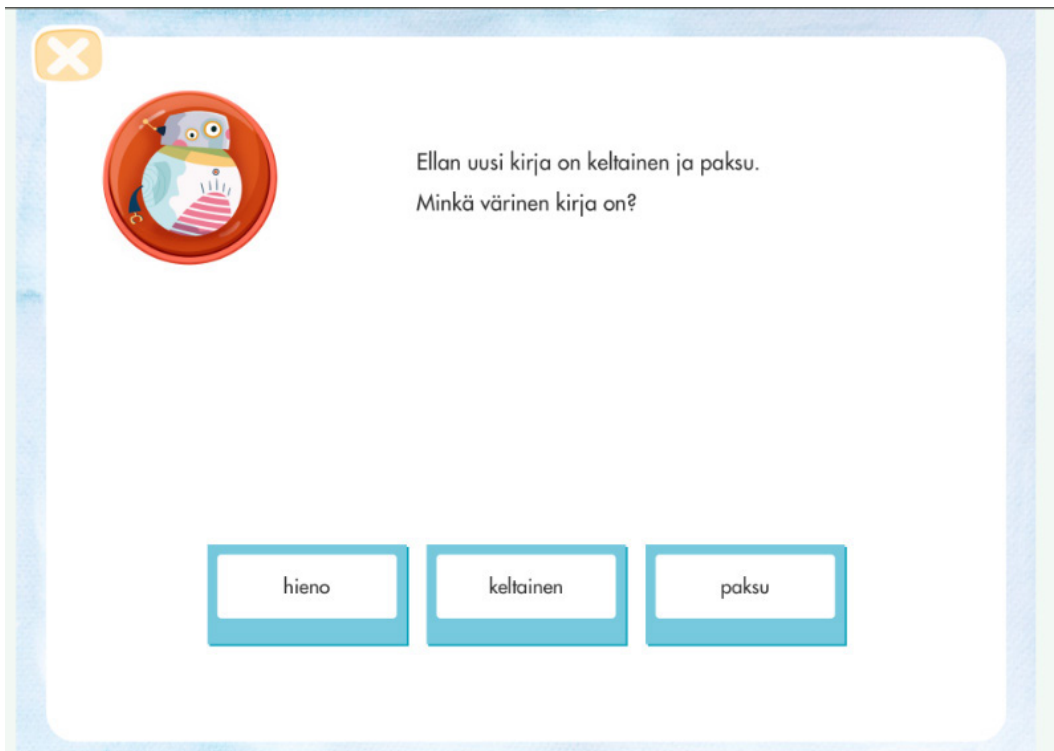 Ellan uusi kirja on keltainen ja paksu.
Minkä värinen kirja on?
hieno
keltainen
paksu